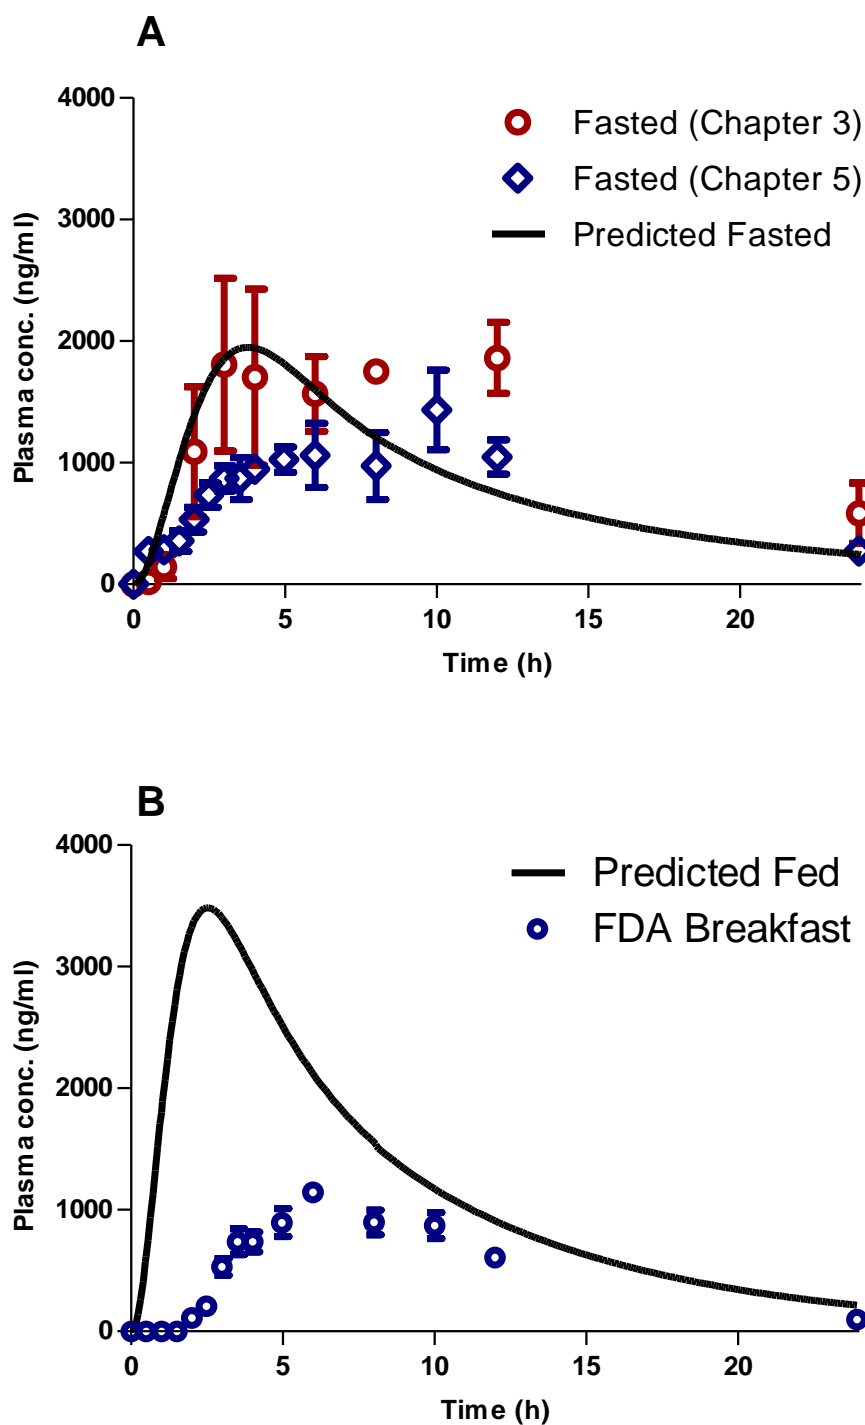 A
4000
3000
2000
1000
0
Plasma conc. (ng/ml)
Fasted (Chapter 3)
Fasted (Chapter 5)
Predicted Fasted
0 5 10 15 20
Time (h)
B
4000
3000
2000
1000
0
Plasma conc. (ng/ml)
Predicted Fed
FDA Breakfast
0 5 10 15 20
Time (h)